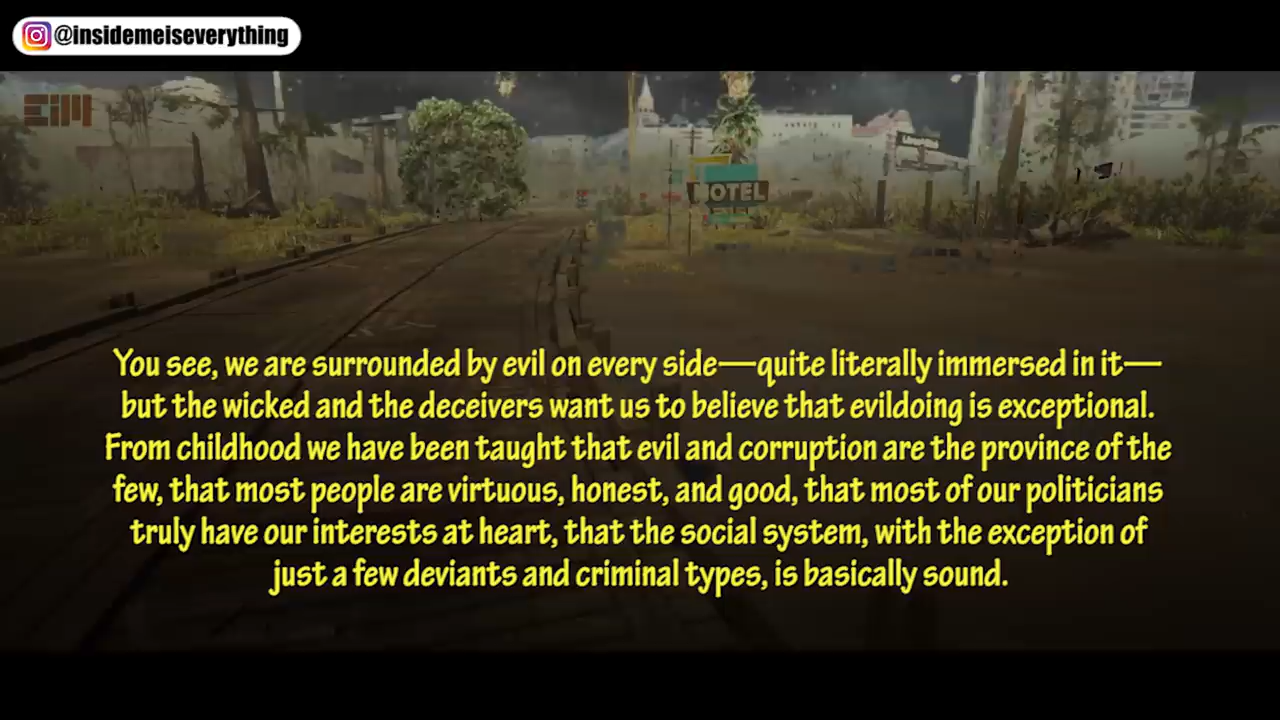 @insidemeiseverything
EIM
MOTEL
You see, we are surrounded by evil on every side—quite literally immersed in it—
but the wicked and the deceivers want us to believe that evildoing is exceptional.
From childhood we have been taught that evil and corruption are the province of the
few, that most people are virtuous, honest, and good, that most of our politicians
truly have our interests at heart, that the social system, with the exception of
just a few deviants and criminal types, is basically sound.